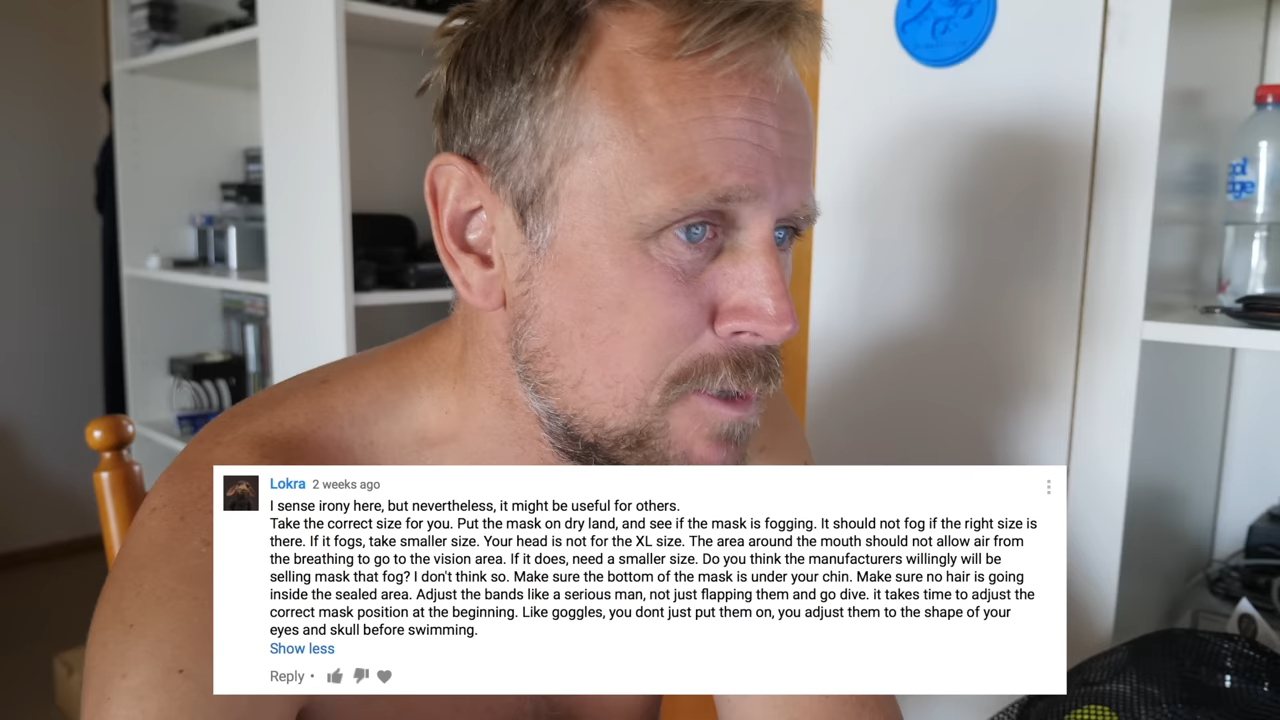 Lokra 2 weeks ago
I sense irony here, but nevertheless, it might be useful for others.
Take the correct size for you. Put the mask on dry land, and see if the mask is fogging. It should not fog if the right size is
there. If it fogs, take smaller size. Your head is not for the XL size. The area around the mouth should not allow air from
the breathing to go to the vision area. If it does, need a smaller size. Do you think the manufacturers willingly will be
selling mask that fog? I don't think so. Make sure the bottom of the mask is under your chin. Make sure no hair is going
inside the sealed area. Adjust the bands like a serious man, not just flapping them and go dive. it takes time to adjust the
correct mask position at the beginning. Like goggles, you dont just put them on, you adjust them to the shape of your
eyes and skull before swimming.
Show less
Reply •